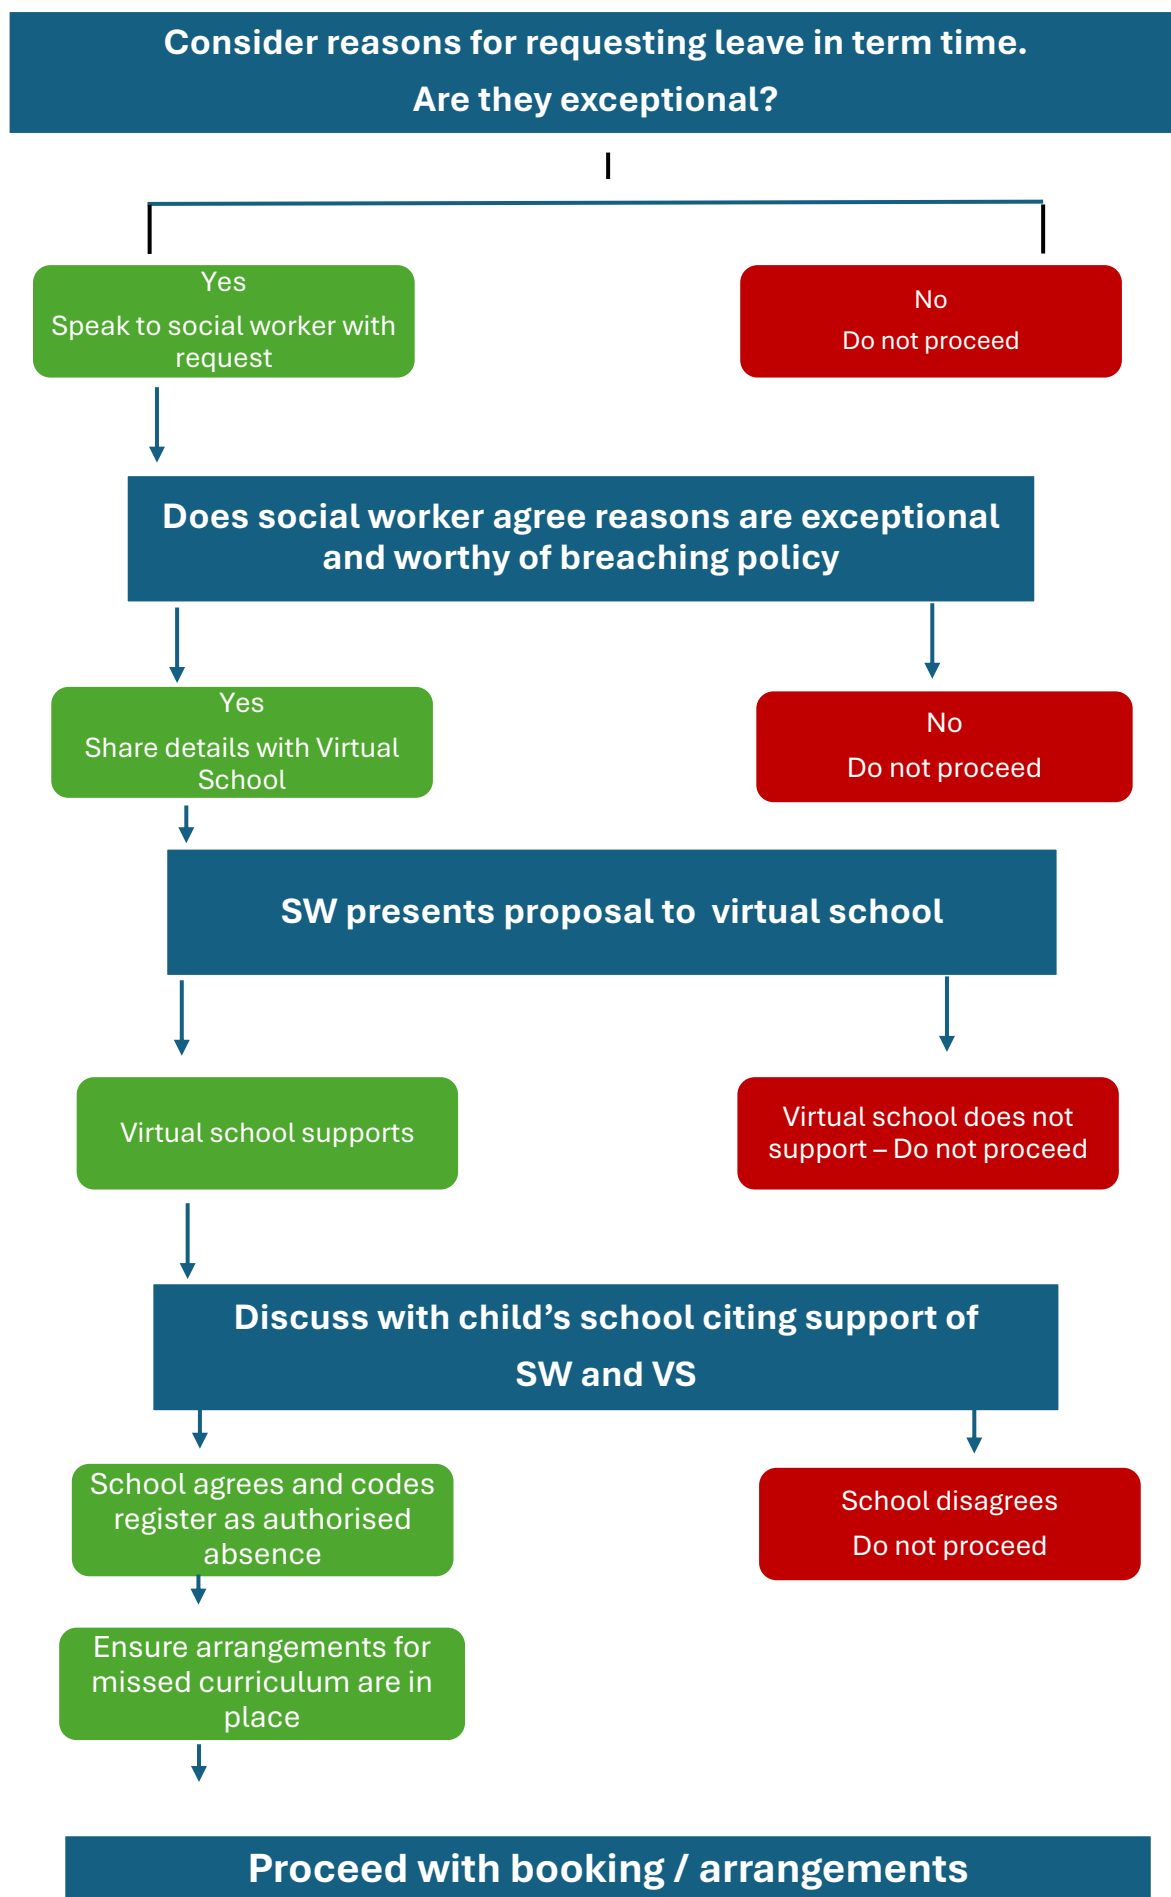 Consider reasons for requesting leave in term time.
Are they exceptional?
Yes
Speak to social worker with
request
No
Do not proceed
Does social worker agree reasons are exceptional
and worthy of breaching policy
Yes
Share details with Virtual
School
No
Do not proceed
SW presents proposal to  virtual school
Virtual school supports
Virtual school does not
support – Do not proceed
Discuss with child’s school citing support of
SW and VS
School agrees and codes
register as authorised
absence
School disagrees
Do not proceed
Ensure arrangements for
missed curriculum are in
place
Proceed with booking / arrangements